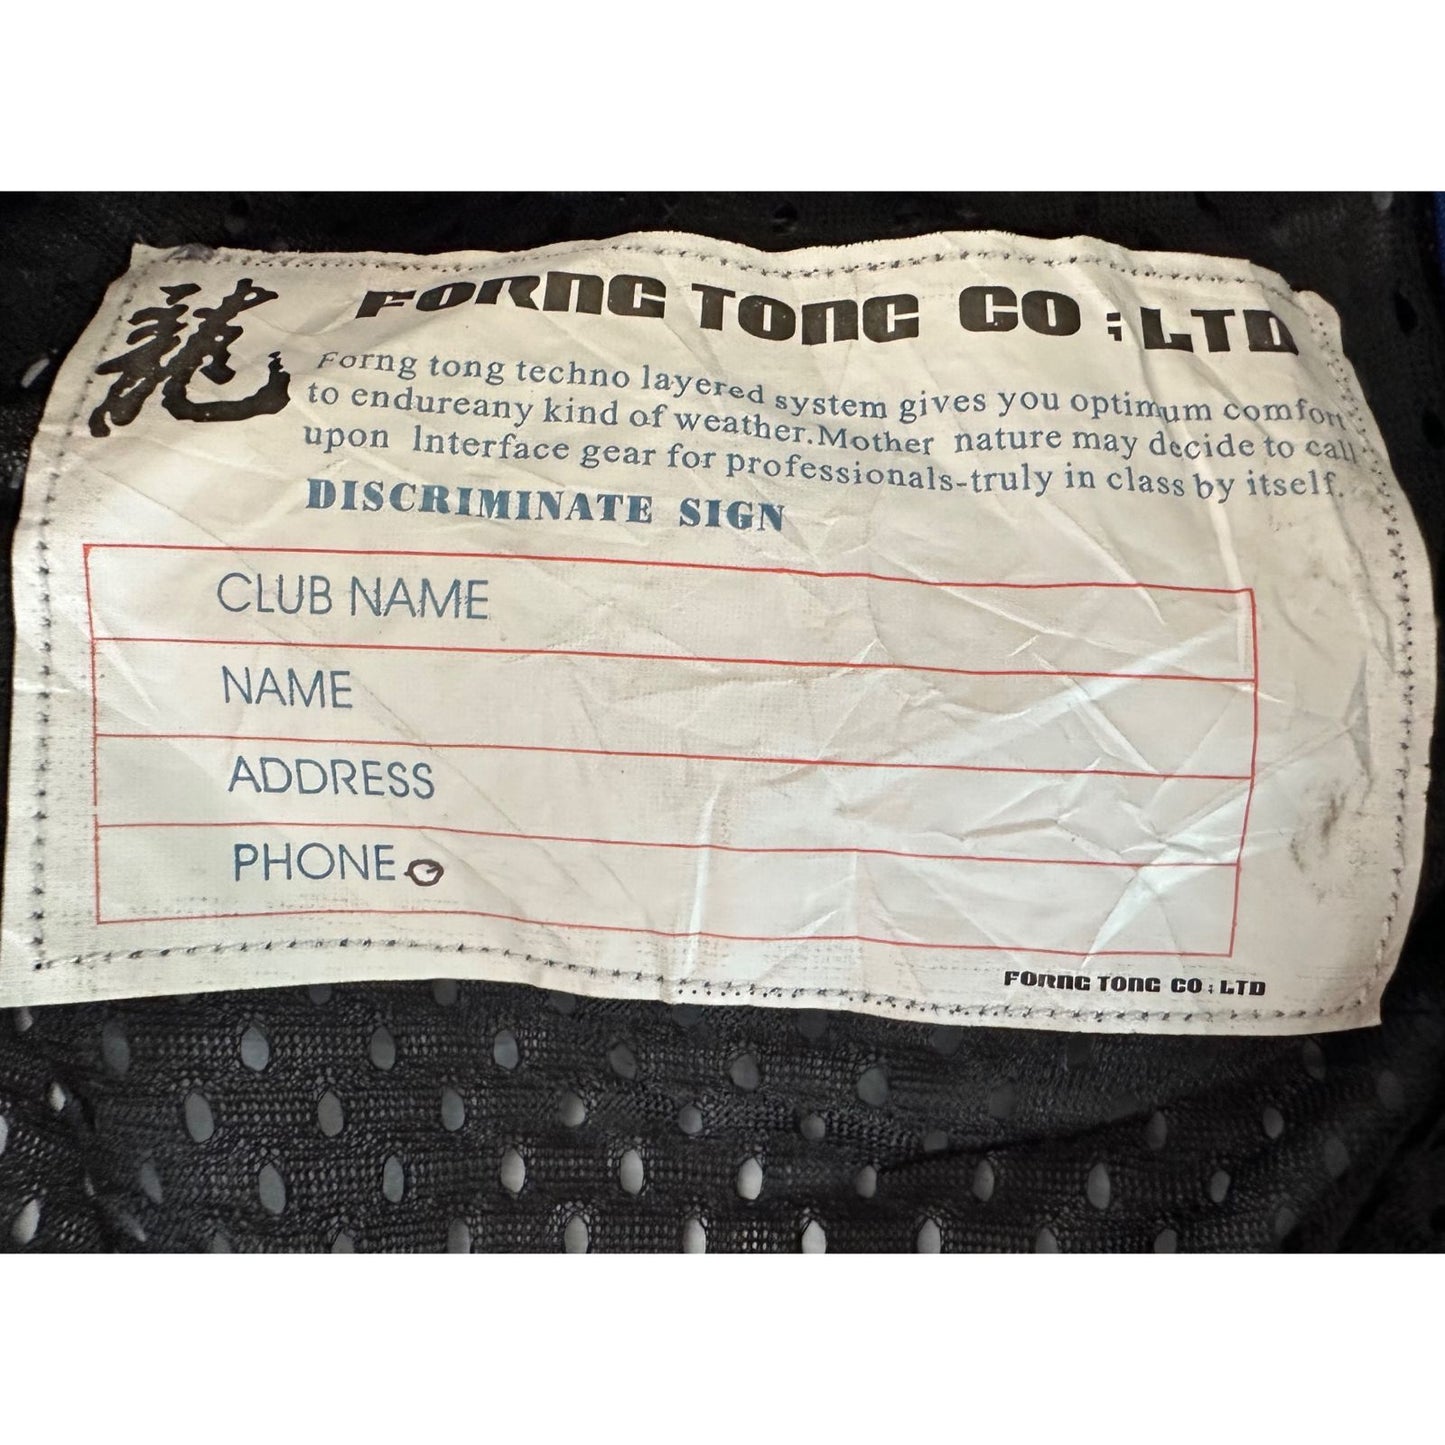 龍
FORNG TONG CO;LTD
Forng tong techno layered system gives you optimum comfort
to endureany kind of weather.Mother nature may decide to call
upon Interface gear for professionals-truly in class by itself.
DISCRIMINATE SIGN
CLUB NAME
NAME
ADDRESS
PHONE
FORNG TONG CO;LTD